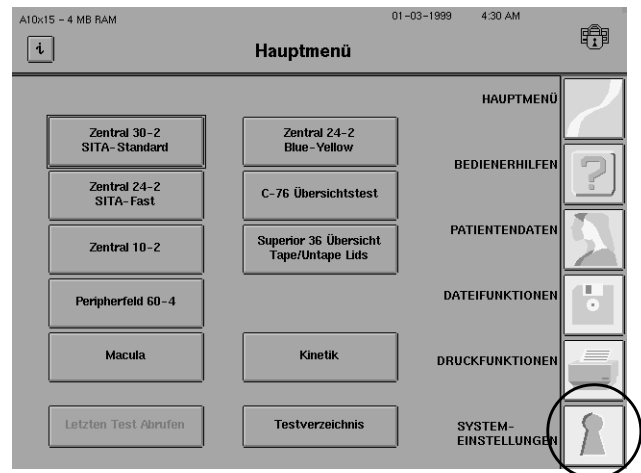 A10x15 - 4 MB RAM
01-03-1999 4:30 AM
i
Hauptmenü
Zentral 30-2
SITA-Standard
Zentral 24-2
Blue-Yellow
Zentral 24-2
SITA-Fast
C-76 Übersichtstest
Zentral 10-2
Superior 36 Übersicht
Tape/Untape Lids
Peripherfeld 60-4
Macula
Kinetik
Letzten Test Abrufen
Testverzeichnis
HAUPTMENÜ
BEDIENERHILFEN
?
PATIENTENDATEN
DATEIFUNKTIONEN
DRUCKFUNKTIONEN
SYSTEM-
EINSTELLUNGEN